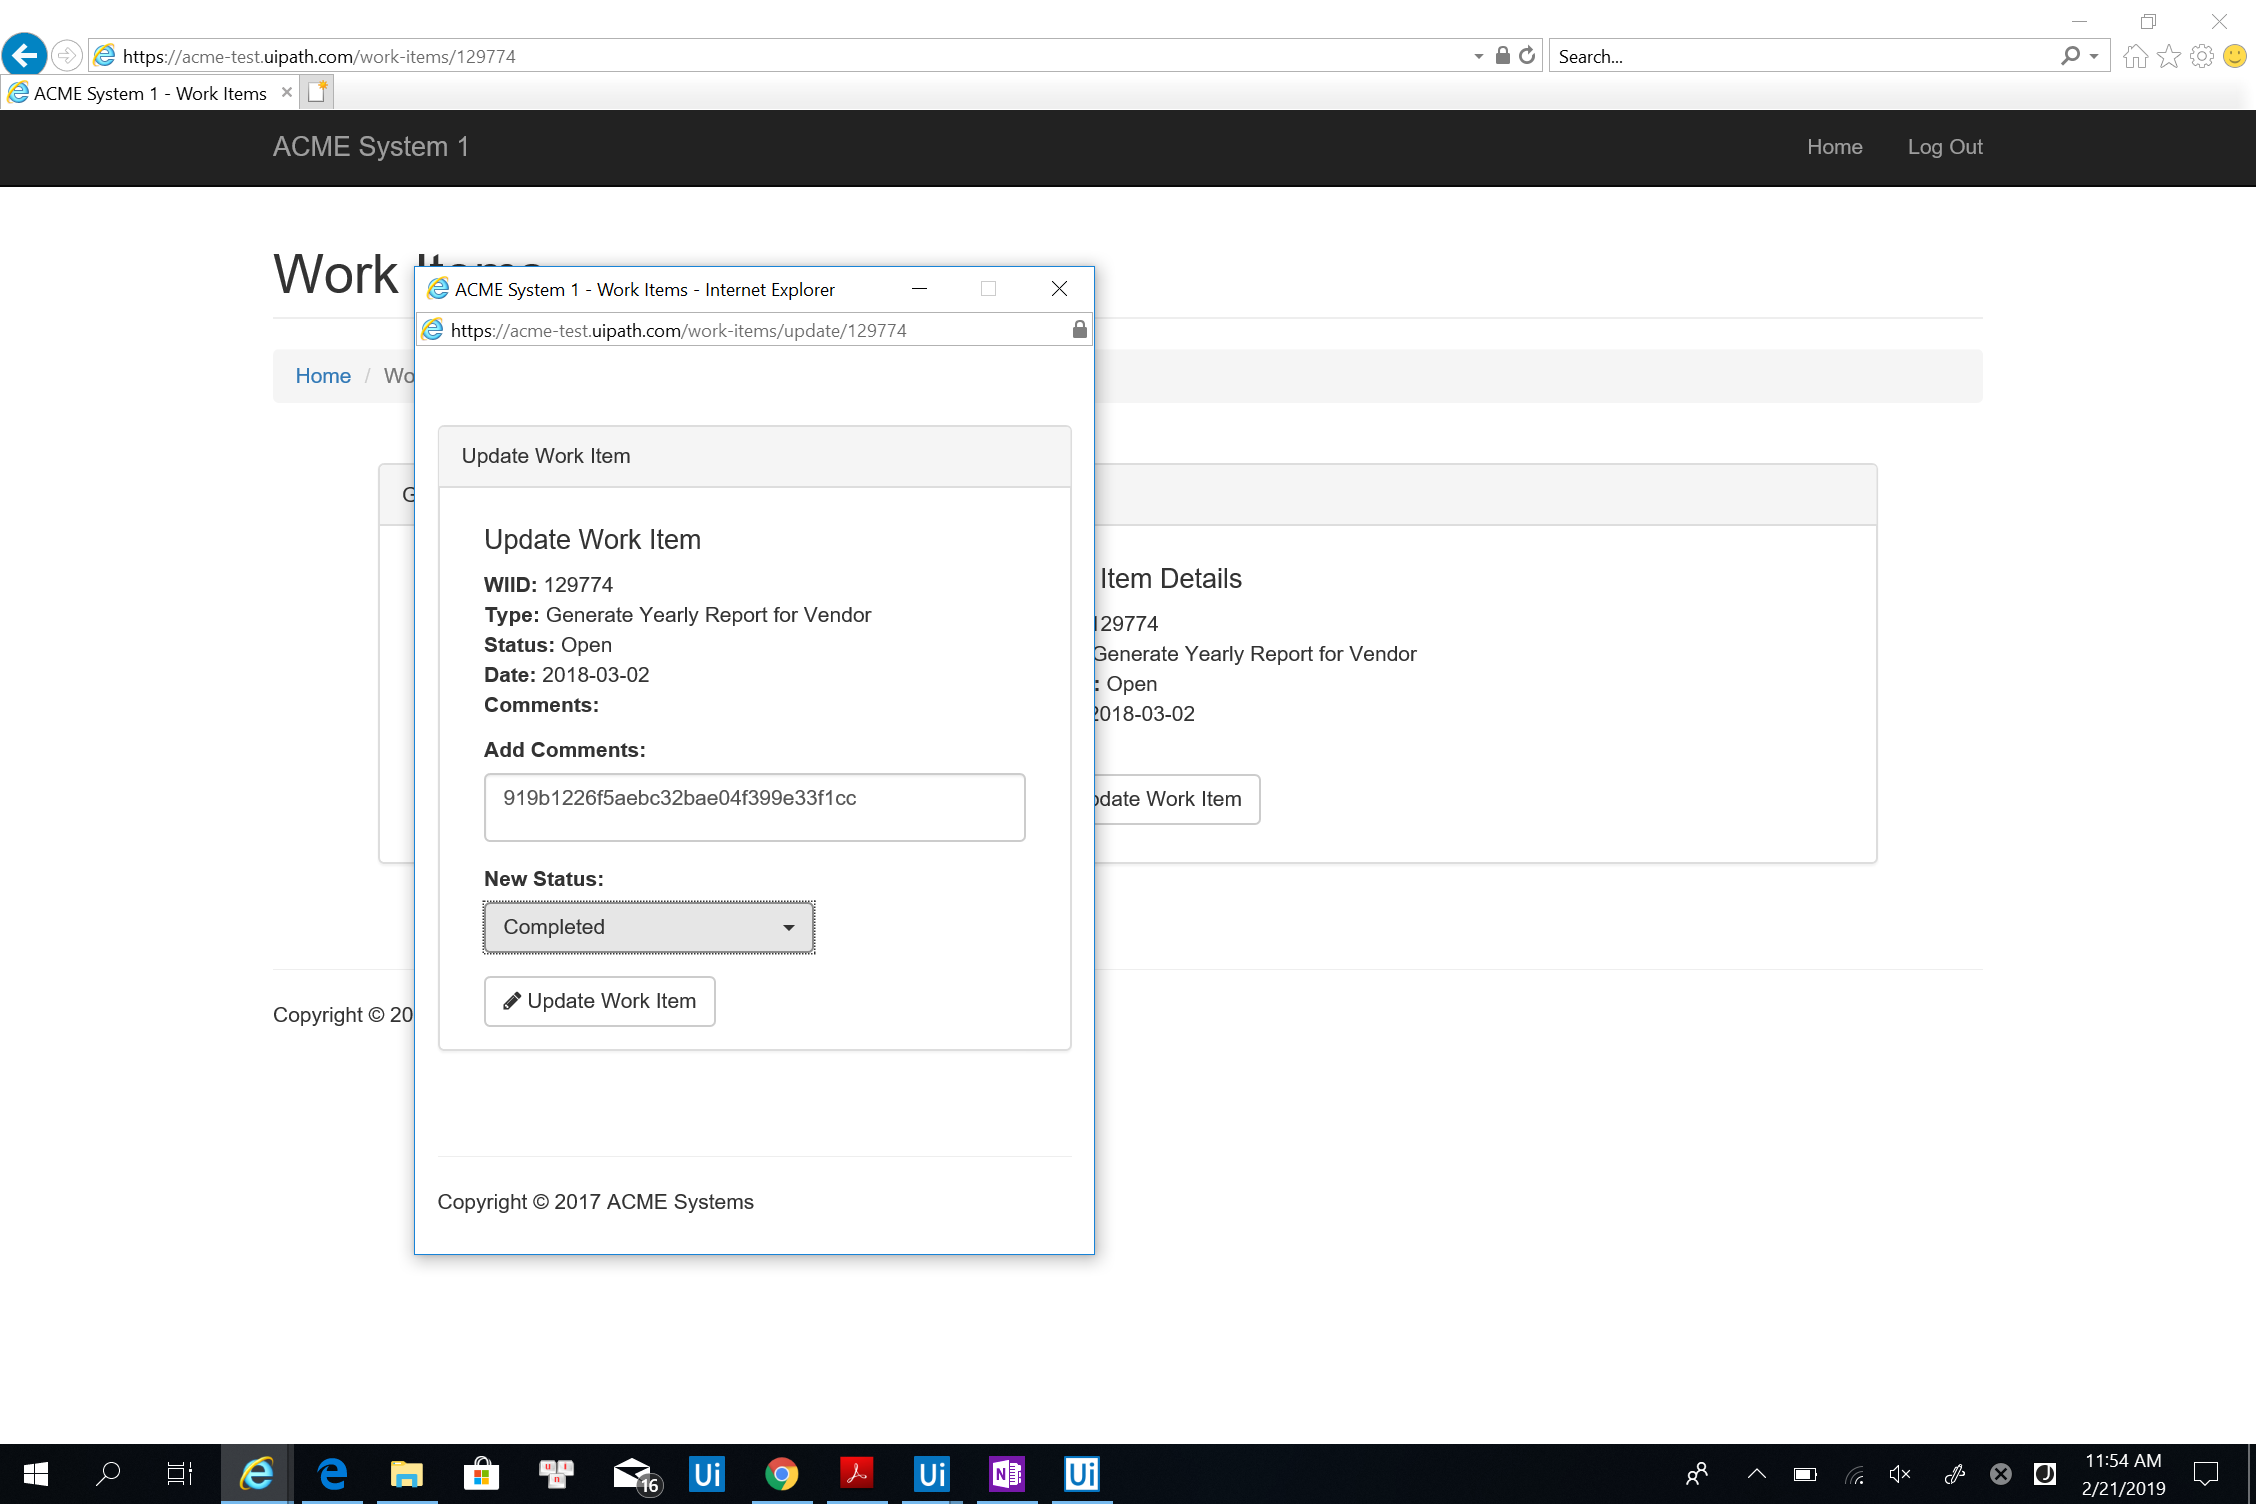 https://acme-test.uipath.com/work-items/129774
Search...
ACME System 1 - Work Items
ACME System 1
Home
Log Out
Work
ACME System 1 - Work Items - Internet Explorer
https://acme-test.uipath.com/work-items/update/129774
Home / Wo
Update Work Item
G
Update Work Item
WIID: 129774
Type: Generate Yearly Report for Vendor
Status: Open
Date: 2018-03-02
Comments:
Add Comments:
919b1226f5aebc32bae04f399e33f1cc
New Status:
Completed
Update Work Item
Copyright © 2017 ACME Systems
Item Details
129774
Generate Yearly Report for Vendor
: Open
2018-03-02
pdate Work Item
Copyright © 20
16
Ui
Ui
N
Ui
11:54 AM
2/21/2019